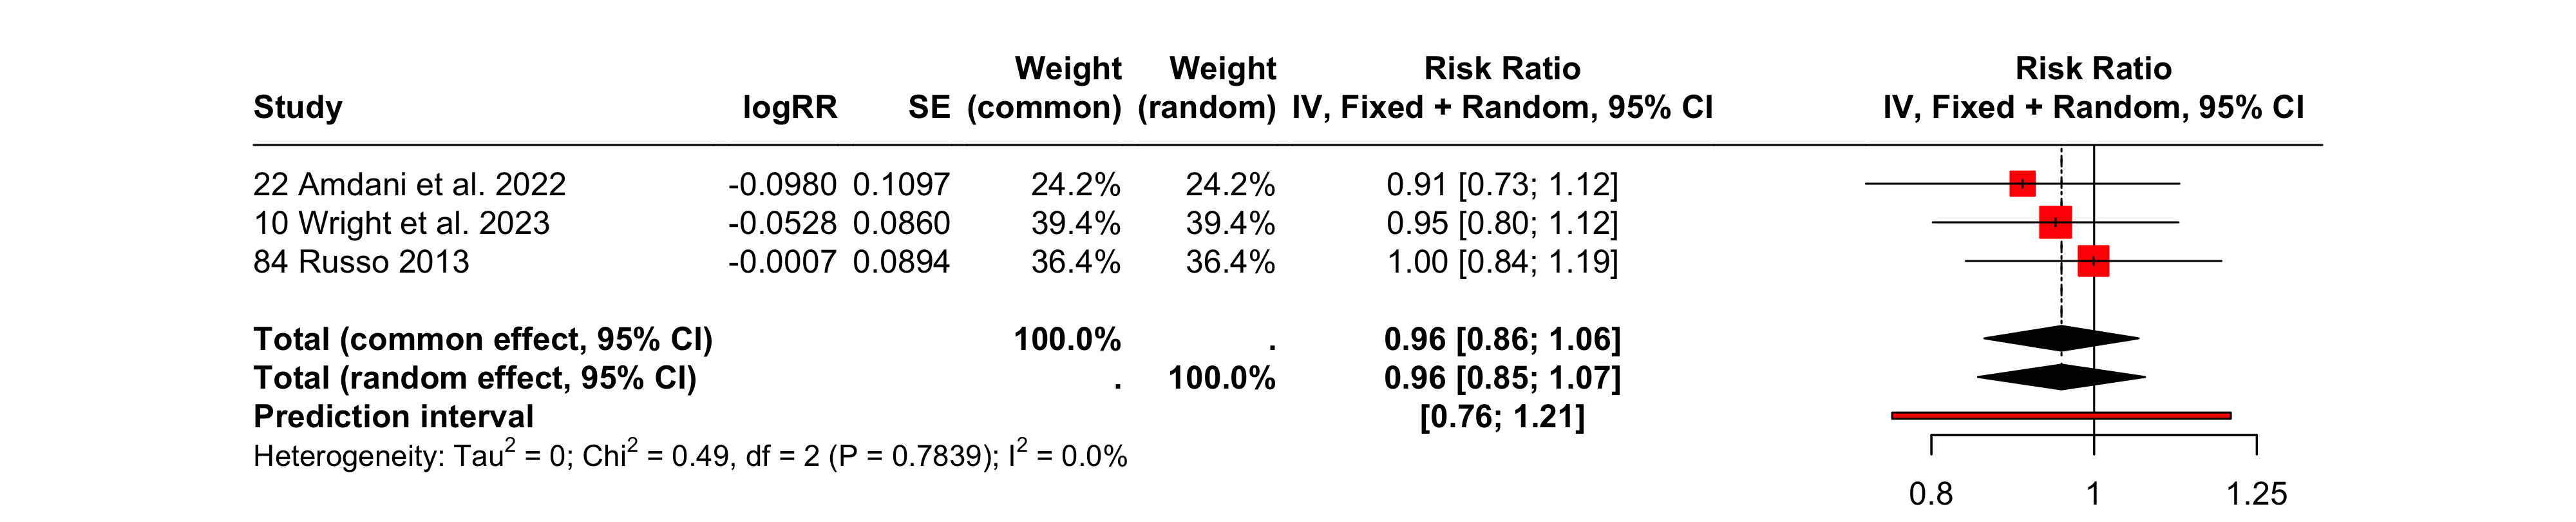 Weight Weight Risk Ratio Risk Ratio
Study logRR SE (common) (random) IV, Fixed + Random, 95% CI IV, Fixed + Random, 95% CI
22 Amdani et al. 2022 -0.0980 0.1097 24.2% 24.2% 0.91 [0.73; 1.12]
10 Wright et al. 2023 -0.0528 0.0860 39.4% 39.4% 0.95 [0.80; 1.12]
84 Russo 2013 -0.0007 0.0894 36.4% 36.4% 1.00 [0.84; 1.19]
Total (common effect, 95% CI) 100.0% . 0.96 [0.86; 1.06]
Total (random effect, 95% CI) . 100.0% 0.96 [0.85; 1.07]
Prediction interval [0.76; 1.21]
Heterogeneity: Tau² = 0; Chi² = 0.49, df = 2 (P = 0.7839); I² = 0.0%
0.8 1 1.25